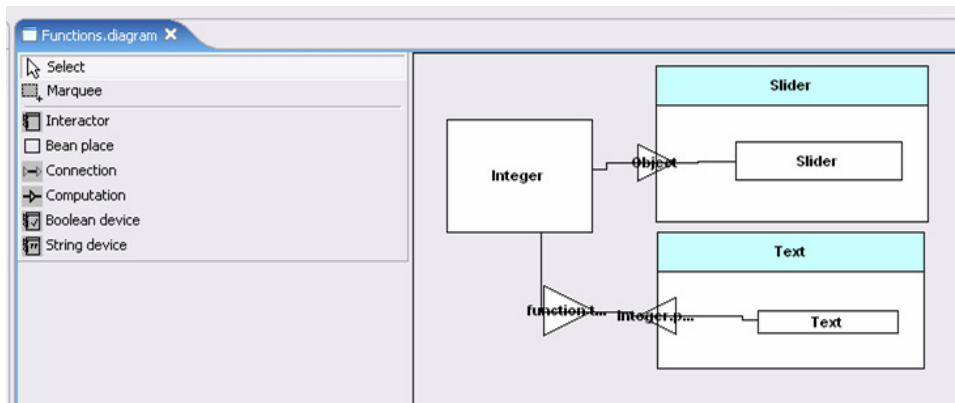 Functions.diagram
Select
Marquee
Interactor
Bean place
Connection
Computation
Boolean device
String device
Slider
Integer
Object
Slider
Text
function.t...
Integer.p...
Text